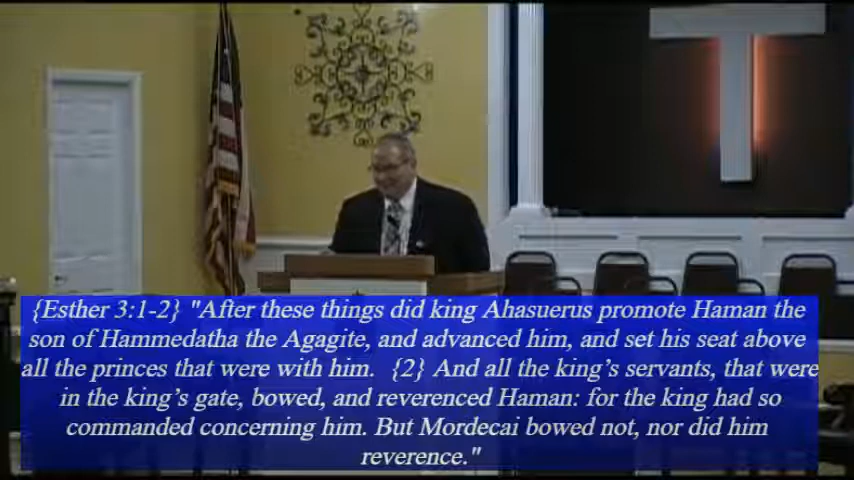 {Esther 3:1-2} "After these things did king Ahasuerus promote Haman the
son of Hammedatha the Agagite, and advanced him, and set his seat above
all the princes that were with him. {2} And all the king's servants, that were
in the king's gate, bowed, and reverenced Haman: for the king had so
commanded concerning him. But Mordecai bowed not, nor did him
reverence."